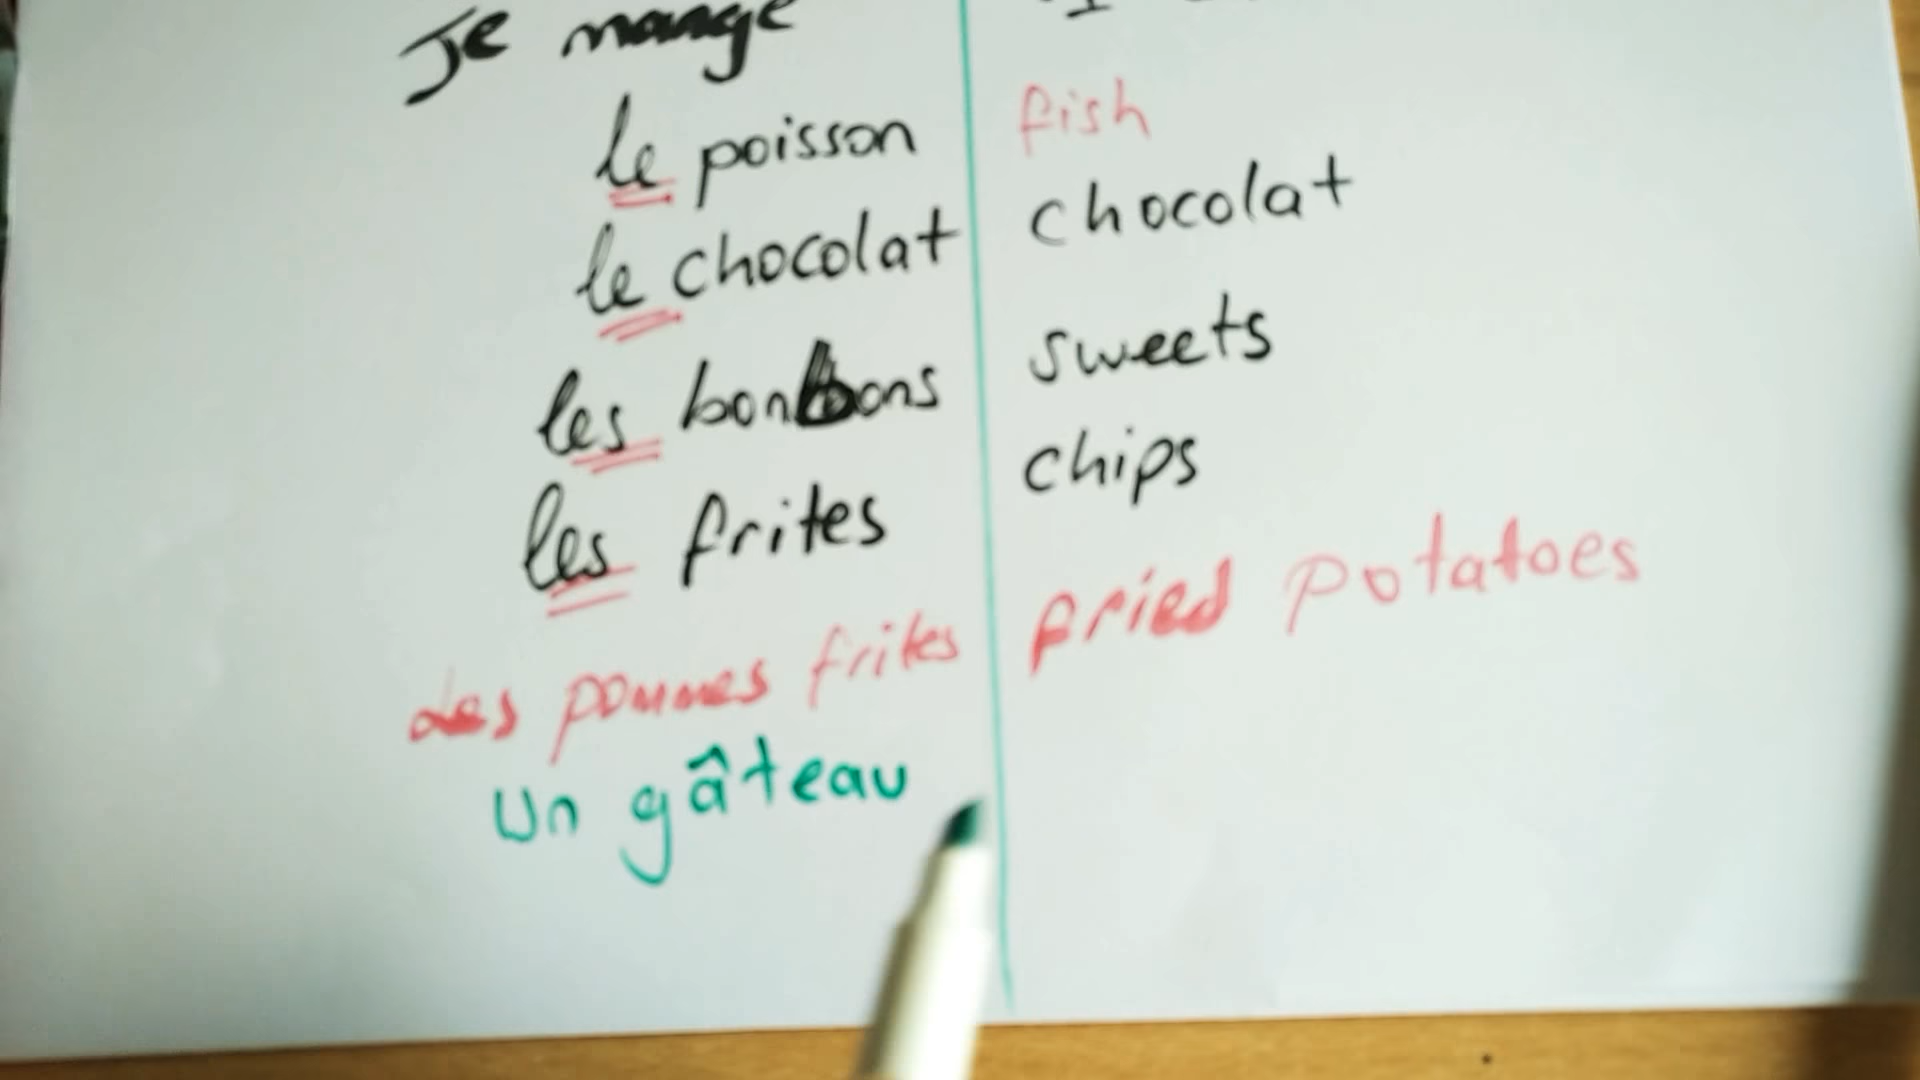 Je mange
le poisson fish
le chocolat chocolat
les bonbons sweets
les frites chips
des pommes frites fried potatoes
Un gâteau